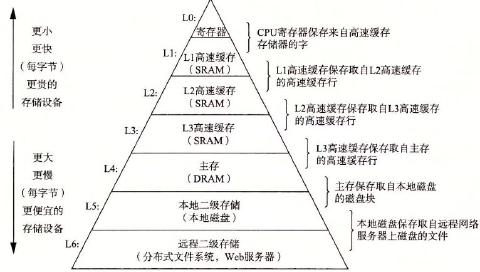 更小
更快
(每字节)
更贵的
存储设备
更大
更慢
(每字节)
更便宜的
存储设备
L0:
寄存器
CPU寄存器保存来自高速缓存
存储器的字
L1:
L1高速缓存
(SRAM)
L1高速缓存保存取自L2高速缓存
的高速缓存行
L2:
L2高速缓存
(SRAM)
L2高速缓存保存取自L3高速缓存
的高速缓存行
L3:
L3高速缓存
(SRAM)
L3高速缓存保存取自主存
的高速缓存行
L4:
主存
(DRAM)
主存保存取自本地磁盘
的磁盘块
L5:
本地二级存储
(本地磁盘)
本地磁盘保存取自远程网络
服务器上磁盘的文件
L6:
远程二级存储
(分布式文件系统，Web服务器)